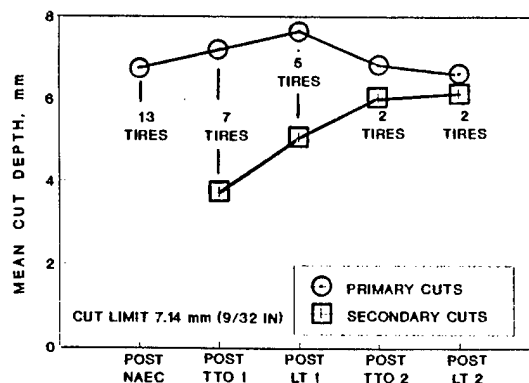 MEAN CUT DEPTH, mm
8
6
4
2
0
13
TIRES
7
TIRES
5
TIRES
2
TIRES
2
TIRES
PRIMARY CUTS
SECONDARY CUTS
CUT LIMIT 7.14 mm (9/32 IN)
POST
NAEC
POST
TTO 1
POST
LT 1
POST
TTO 2
POST
LT 2